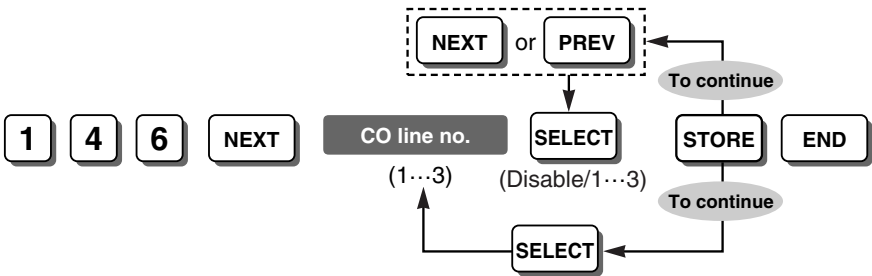 NEXT or PREV
To continue
1 4 6 NEXT CO line no. SELECT STORE END
(1···3) (Disable/1···3)
To continue
SELECT